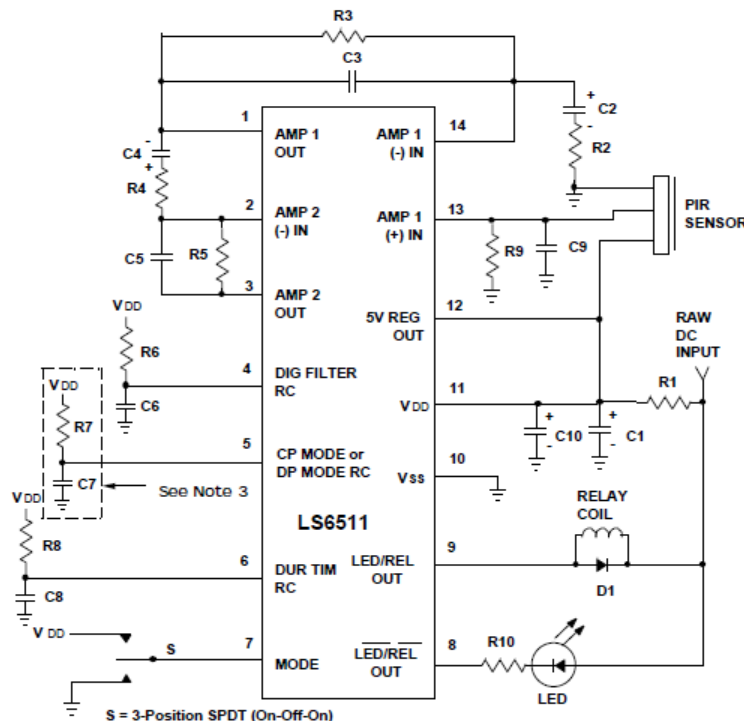 R3
C3
1
AMP 1
OUT
14
AMP 1
(-) IN
+
C2
-
R2
-
C4
+
R4
2
AMP 2
(-) IN
13
AMP 1
(+) IN
PIR
SENSOR
C5
R5
R9
C9
3
AMP 2
OUT
12
5V REG
OUT
RAW
DC
INPUT
VDD
R6
4
DIG FILTER
RC
C6
11
VDD
R1
+
C10
-
+
C1
-
VDD
R7
5
CP MODE or
DP MODE RC
C7
See Note 3
10
VSS
LS6511
RELAY
COIL
VDD
R8
6
DUR TIM
RC
C8
9
LED/REL
OUT
D1
VDD
S
7
MODE
8
LED/REL
OUT
R10
LED
S = 3-Position SPDT (On-Off-On)